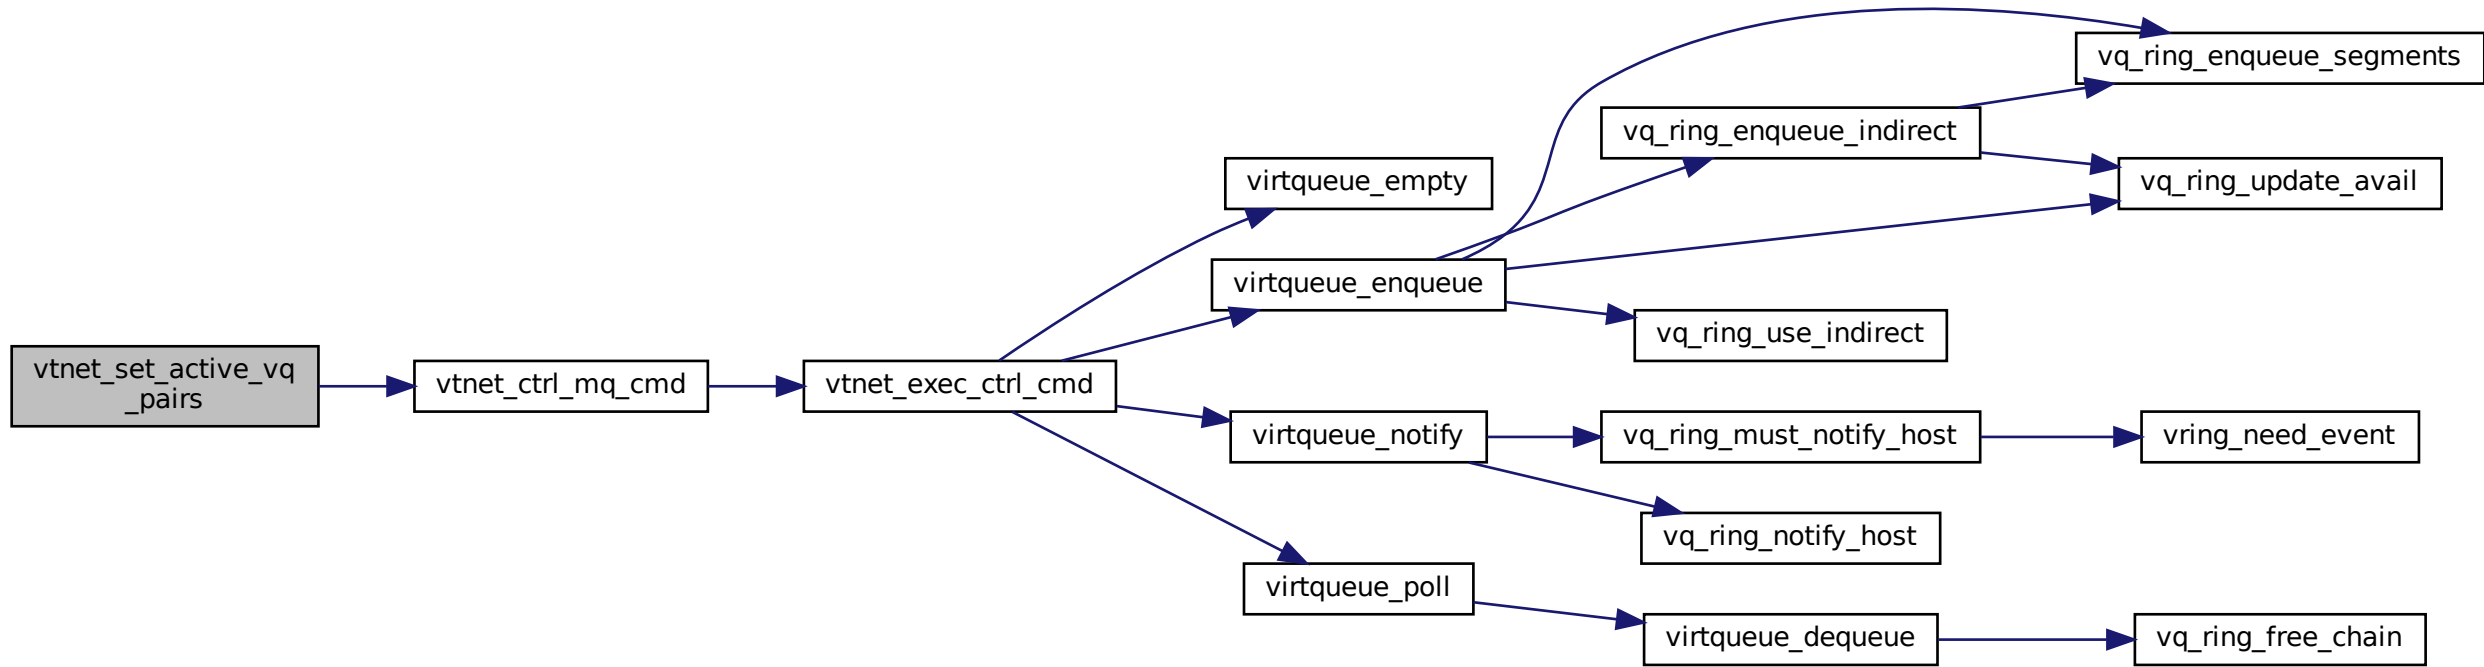 vtnet_set_active_vq
_pairs
vtnet_ctrl_mq_cmd
vtnet_exec_ctrl_cmd
virtqueue_empty
virtqueue_enqueue
virtqueue_notify
virtqueue_poll
vq_ring_enqueue_indirect
vq_ring_use_indirect
vq_ring_must_notify_host
vq_ring_notify_host
virtqueue_dequeue
vq_ring_enqueue_segments
vq_ring_update_avail
vring_need_event
vq_ring_free_chain